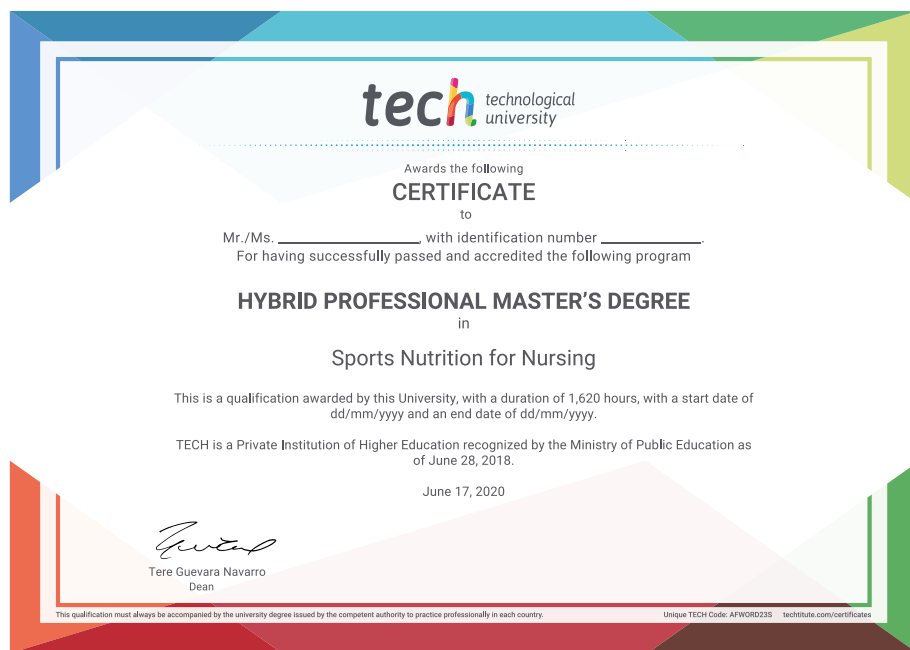 tech technological
university
Awards the following
CERTIFICATE
to
Mr./Ms. ____________________, with identification number ______________.
For having successfully passed and accredited the following program
HYBRID PROFESSIONAL MASTER'S DEGREE
in
Sports Nutrition for Nursing
This is a qualification awarded by this University, with a duration of 1,620 hours, with a start date of
dd/mm/yyyy and an end date of dd/mm/yyyy.
TECH is a Private Institution of Higher Education recognized by the Ministry of Public Education as
of June 28, 2018.
June 17, 2020
Tere Guevara Navarro
Dean
This qualification must always be accompanied by the university degree issued by the competent authority to practice professionally in each country.
Unique TECH Code: AFWORD23S techtitute.com/certificates